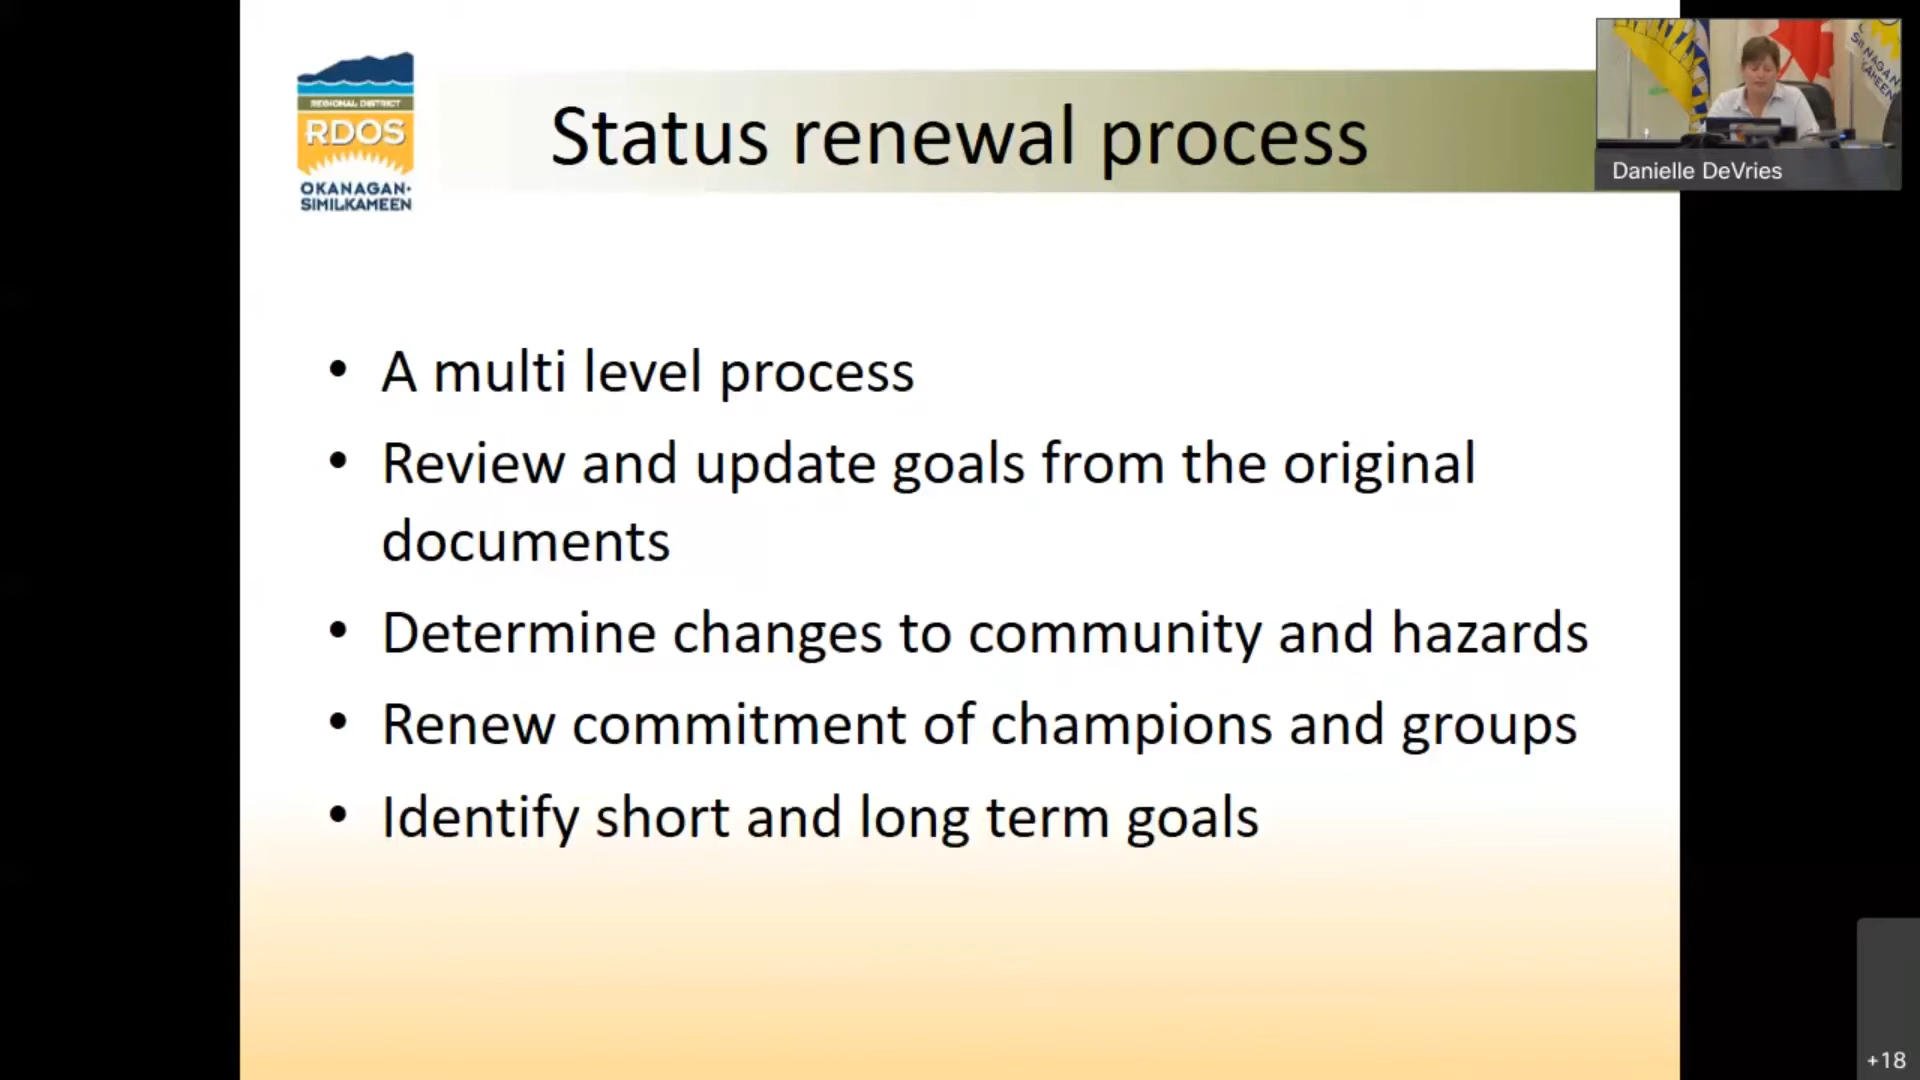 REGIONAL DISTRICT
RDOS
OKANAGAN-
SIMILKAMEEN
Status renewal process
Danielle DeVries
• A multi level process
• Review and update goals from the original
documents
• Determine changes to community and hazards
• Renew commitment of champions and groups
• Identify short and long term goals
+18